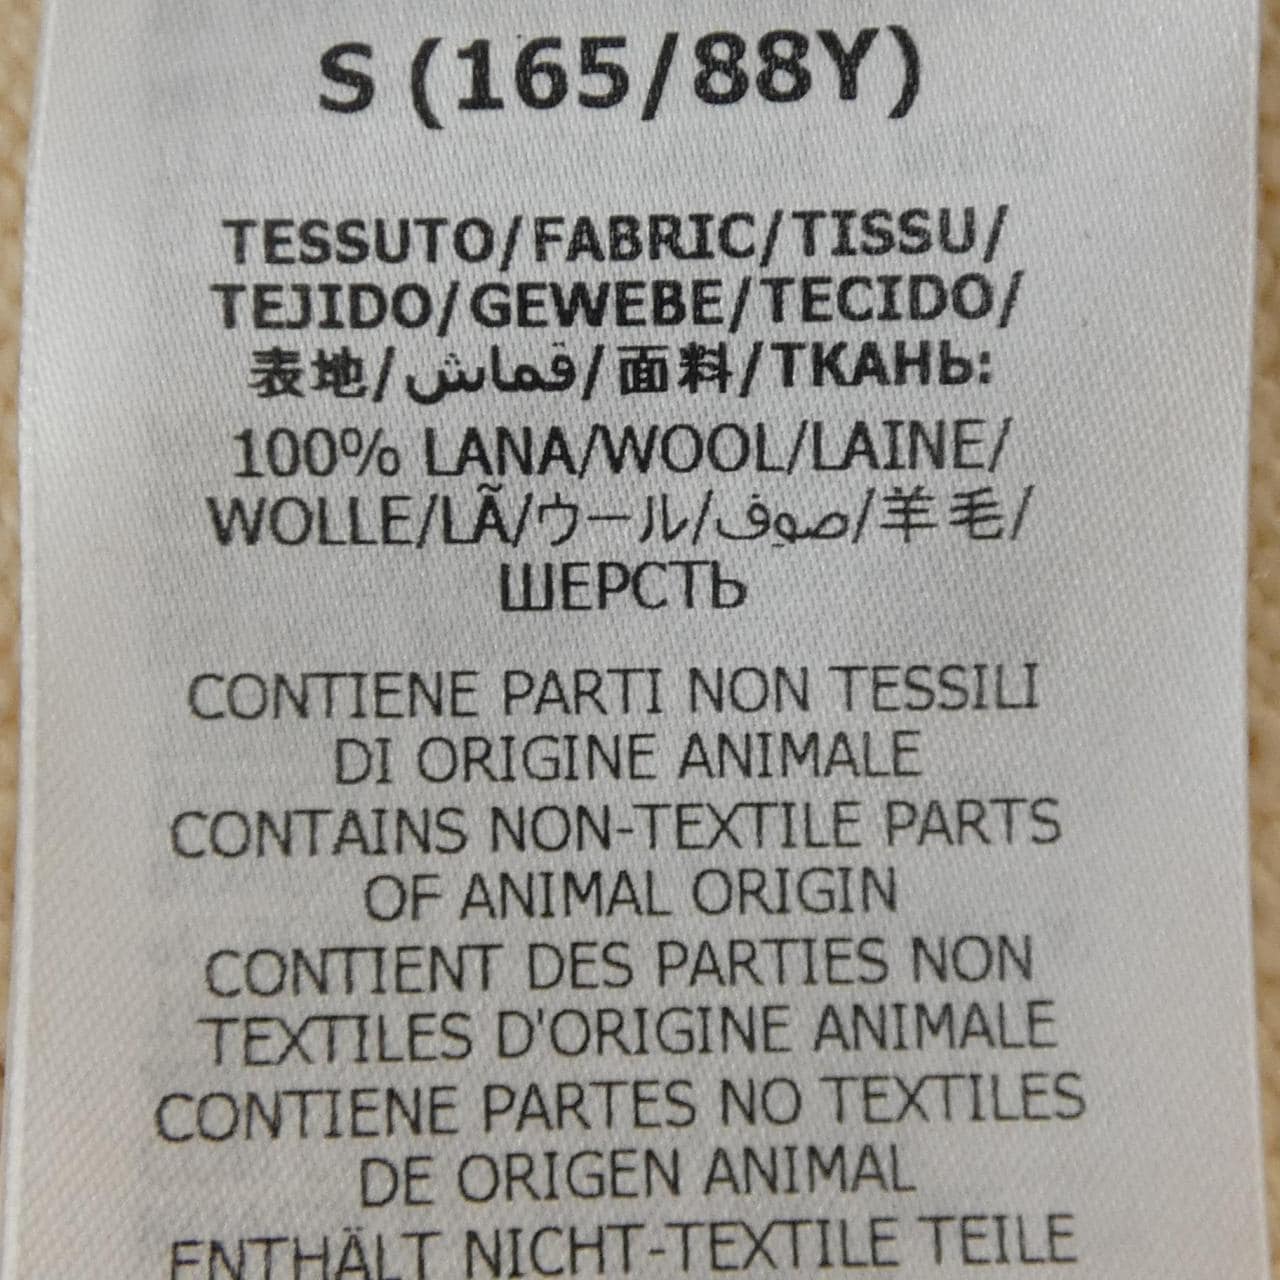 S (165/88Y)
TESSUTO/FABRIC/TISSU/
TEJIDO/GEWEBE/TECIDO/
表地/قماش/面料/ТКАНЬ:
100% LANA/WOOL/LAINE/
WOLLE/LÃ/ウール/صوف/羊毛/
ШЕРСТЬ
CONTIENE PARTI NON TESSILI
DI ORIGINE ANIMALE
CONTAINS NON-TEXTILE PARTS
OF ANIMAL ORIGIN
CONTIENT DES PARTIES NON
TEXTILES D'ORIGINE ANIMALE
CONTIENE PARTES NO TEXTILES
DE ORIGEN ANIMAL
ENTHÄLT NICHT-TEXTILE TEILE